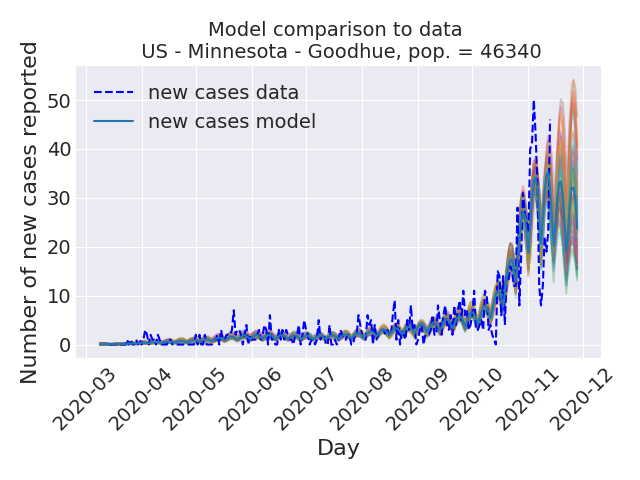 Model comparison to data
US - Minnesota - Goodhue, pop. = 46340
new cases data
new cases model
Number of new cases reported
50
40
30
20
10
0
2020-03
2020-04
2020-05
2020-06
2020-07
2020-08
2020-09
2020-10
2020-11
2020-12
Day